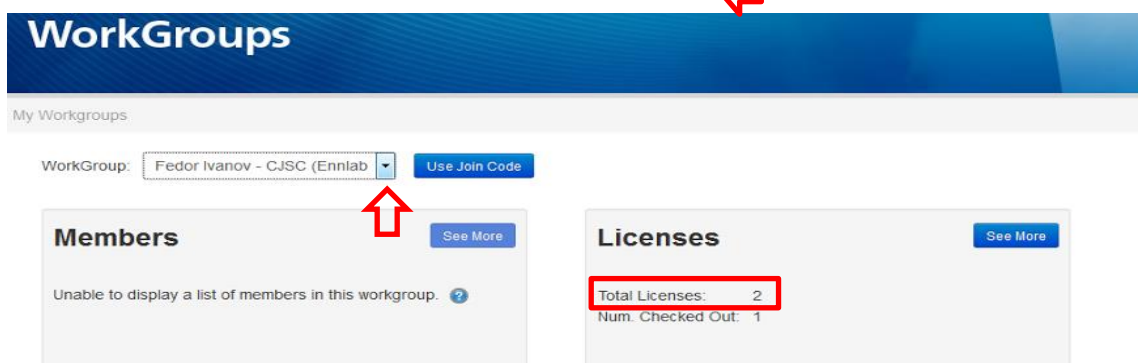 WorkGroups
My Workgroups
WorkGroup: Fedor Ivanov - CJSC (Ennlab Use Join Code
Members See More
Unable to display a list of members in this workgroup. ?
Licenses See More
Total Licenses: 2
Num. Checked Out: 1